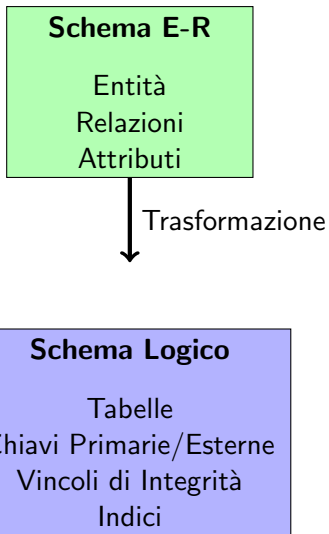 Schema E-R
Entità
Relazioni
Attributi
Trasformazione
Schema Logico
Tabelle
Chiavi Primarie/Esterne
Vincoli di Integrità
Indici